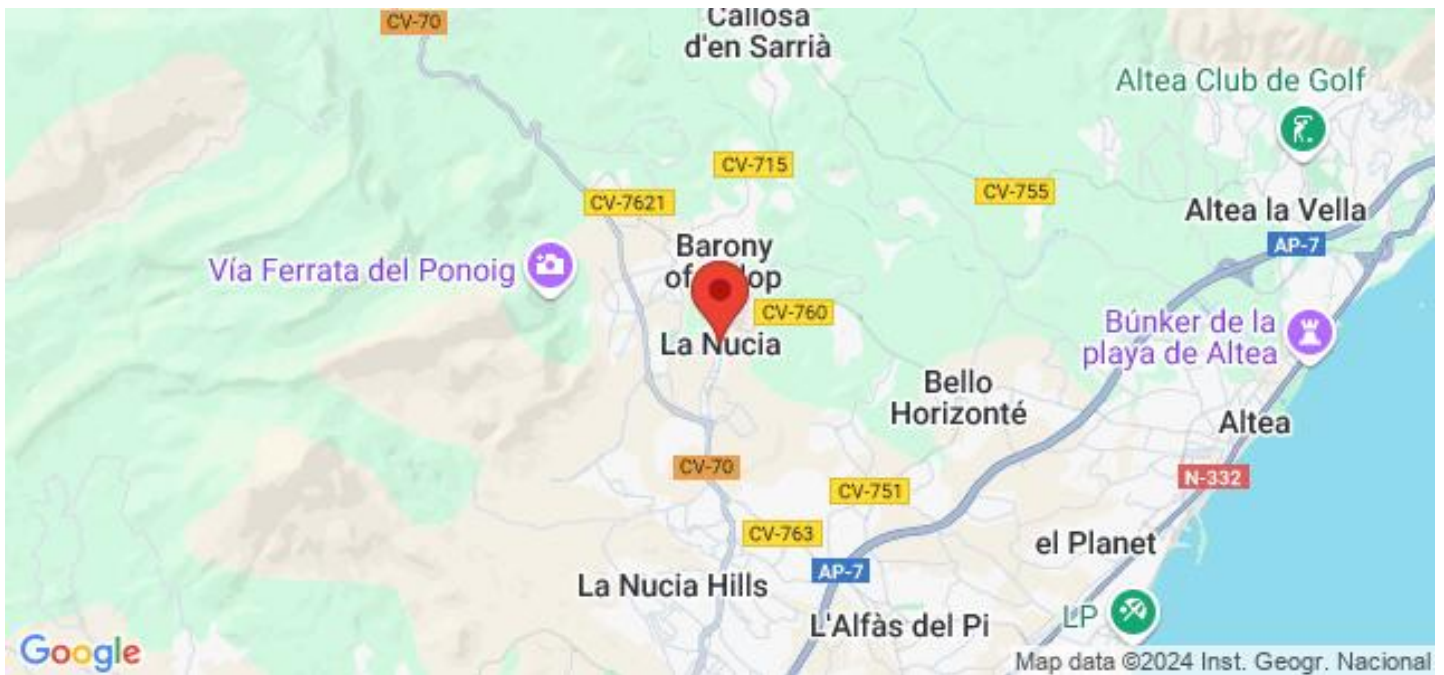 CV-70
Callosa
d'en Sarrià
Altea Club de Golf
CV-715
CV-7621
CV-755
Altea la Vella
AP-7
Vía Ferrata del Ponoig
Barony
CV-760
La Nucia
Búnker de la
playa de Altea
Bello
Horizonté
Altea
CV-70
N-332
CV-751
CV-763
el Planet
AP-7
La Nucia Hills
L'Alfàs del Pi
LP
Google
Map data ©2024 Inst. Geogr. Nacional